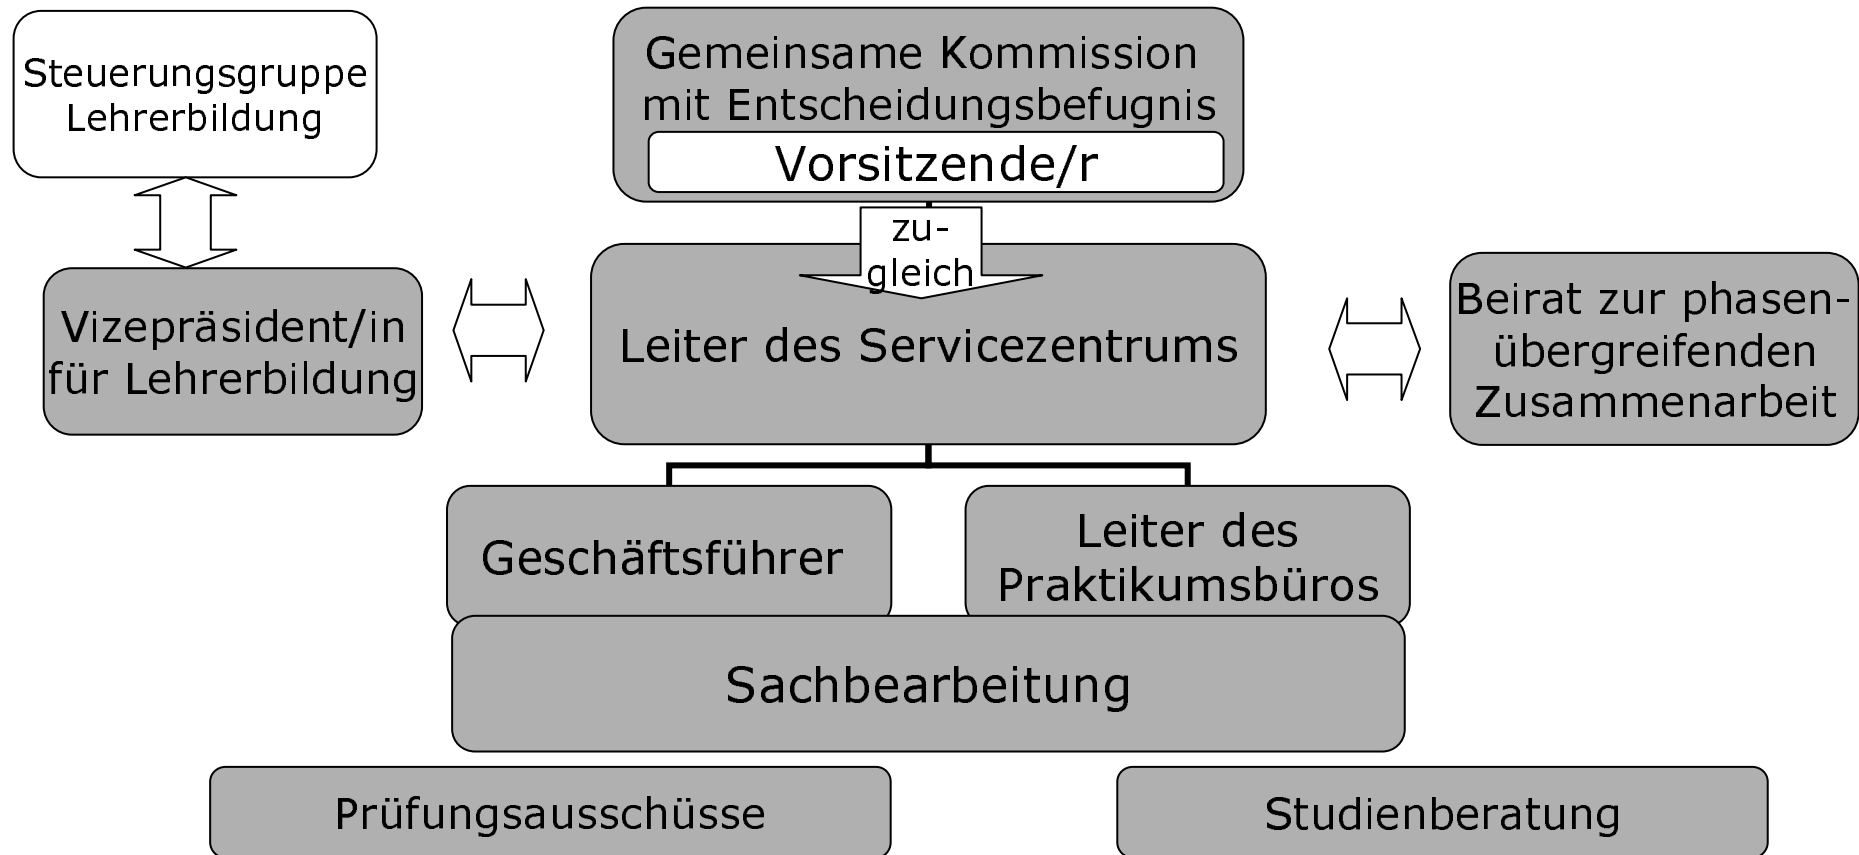 Steuerungsgruppe
Lehrerbildung
Gemeinsame Kommission
mit Entscheidungsbefugnis
Vorsitzende/r
zu-
gleich
Vizepräsident/in
für Lehrerbildung
Leiter des Servicezentrums
Beirat zur phasen-
übergreifenden
Zusammenarbeit
Geschäftsführer
Leiter des
Praktikumsbüros
Sachbearbeitung
Prüfungsausschüsse
Studienberatung